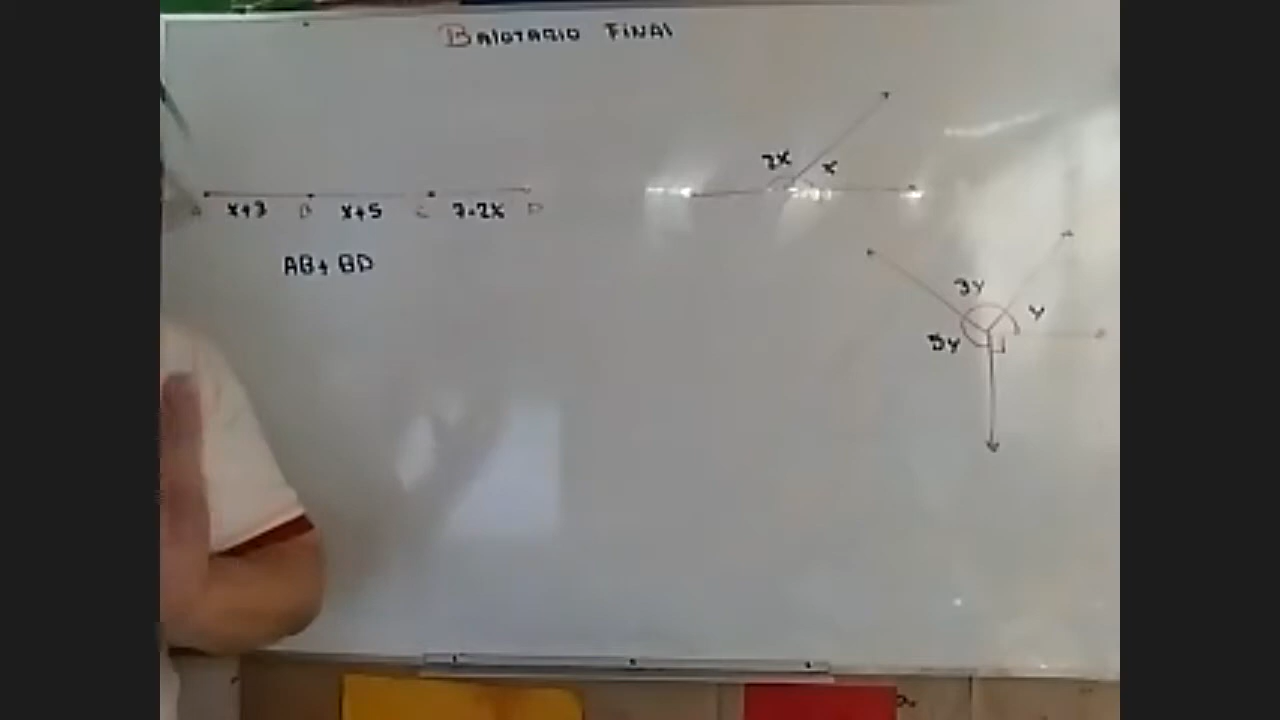 BALOTARIO FINAL
2x
x
A x+3 B x+5 C 7-2x D
AB+BD
3y
y
5y